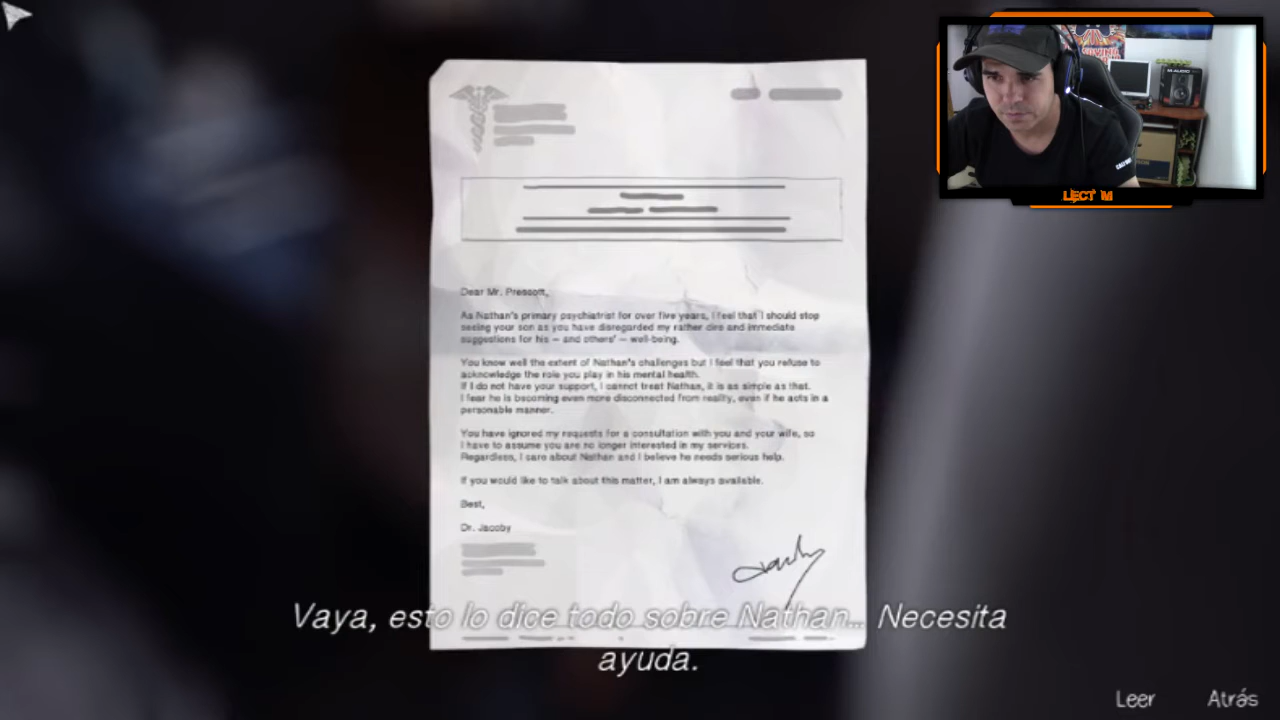 M-AUDIO
LECT M
Dear Mr. Prescott,
As Nathan's primary psychiatrist for over five years, I feel that I should stop
seeing your son as you have disregarded my rather dire and immediate
suggestions for his – and others' – well-being.
You know well the extent of Nathan's challenges but I feel that you refuse to
acknowledge the role you play in his mental health.
If I do not have your support, I cannot treat Nathan, it is as simple as that.
I fear he is becoming even more disconnected from reality, even if he acts in a
personable manner.
You have ignored my requests for a consultation with you and your wife, so
I have to assume you are no longer interested in my services.
Regardless, I care about Nathan and I believe he needs serious help.
If you would like to talk about this matter, I am always available.
Best,
Dr. Jacoby
Vaya, esto lo dice todo sobre Nathan... Necesita
ayuda.
Leer Atrás